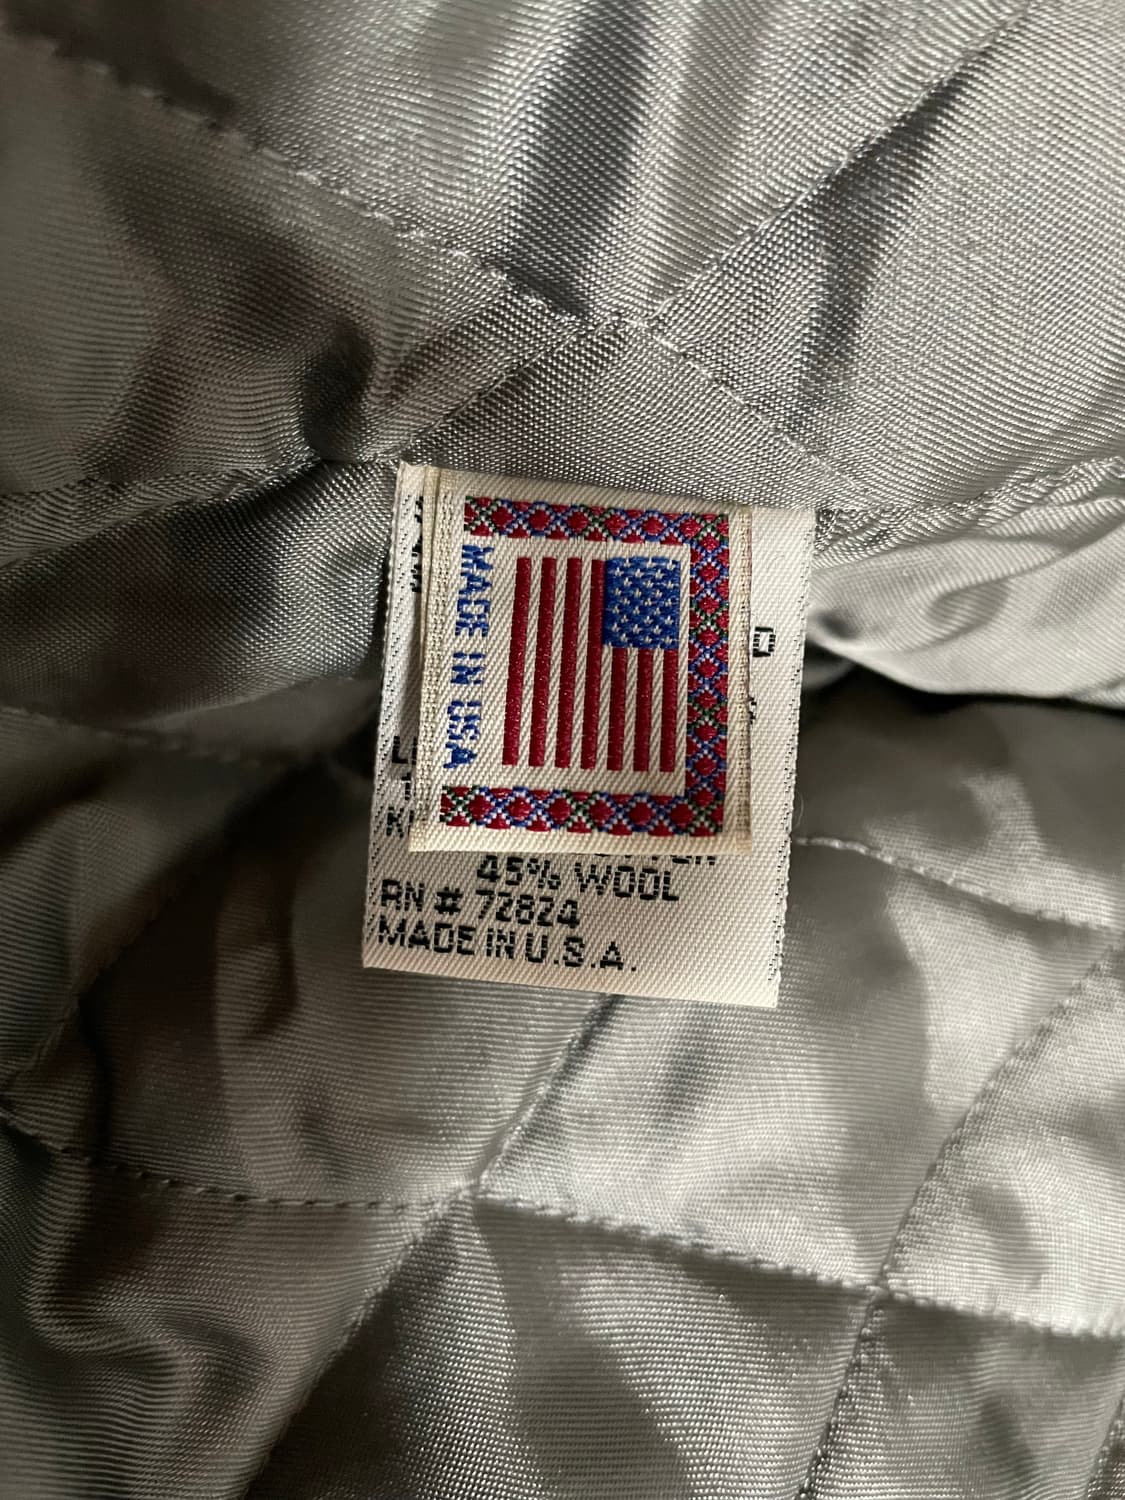 MADE IN USA
45% WOOL
RN # 72824
MADE IN U.S.A.